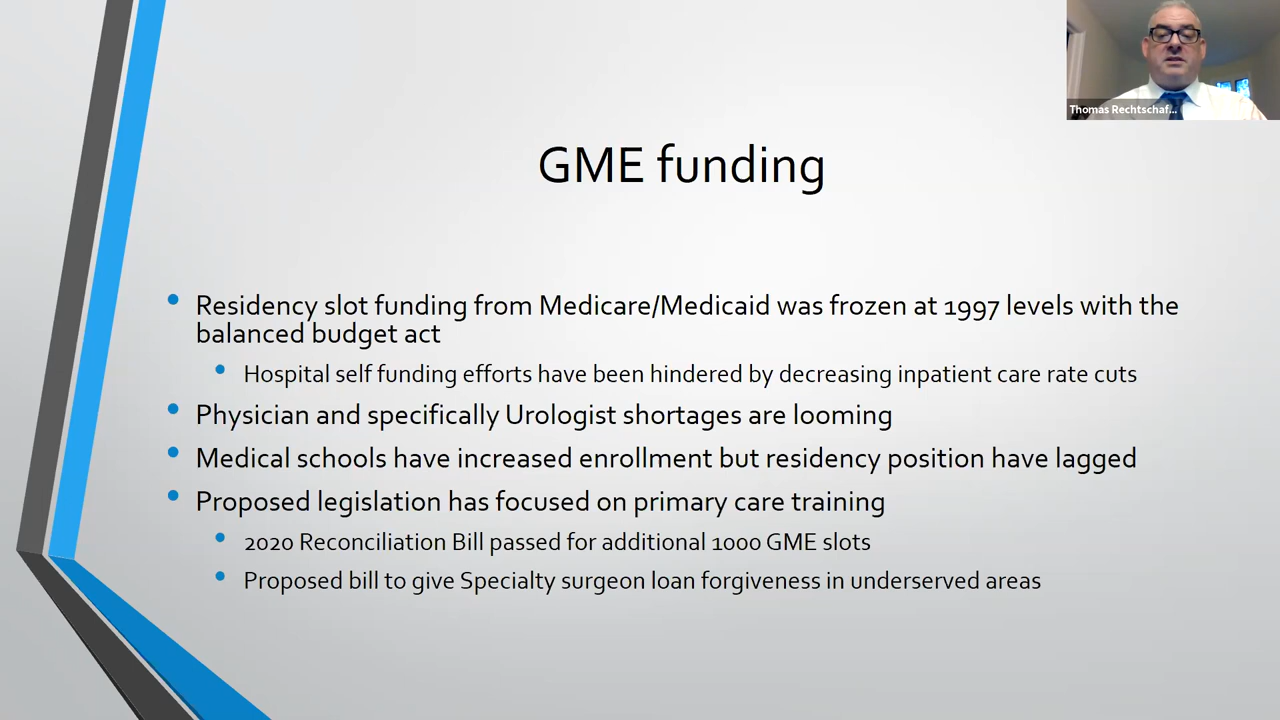 Thomas Rechtschaf...
GME funding
Residency slot funding from Medicare/Medicaid was frozen at 1997 levels with the
balanced budget act
Hospital self funding efforts have been hindered by decreasing inpatient care rate cuts
Physician and specifically Urologist shortages are looming
Medical schools have increased enrollment but residency position have lagged
Proposed legislation has focused on primary care training
2020 Reconciliation Bill passed for additional 1000 GME slots
Proposed bill to give Specialty surgeon loan forgiveness in underserved areas